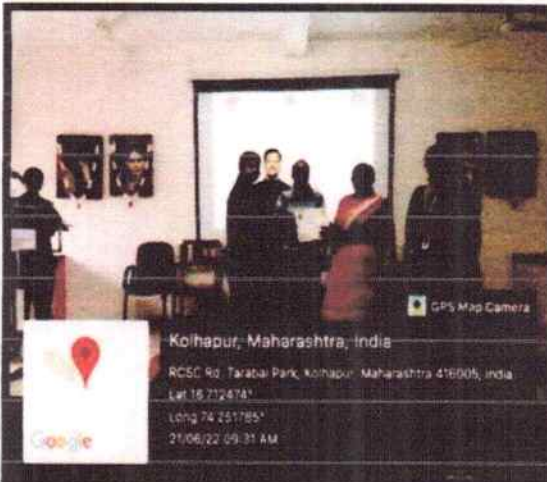 GPS Map Camera
Kolhapur, Maharashtra, India
RCSC Rd, Tarabai Park, Kolhapur, Maharashtra 416005, India
Lat 16.712474°
Long 74.251785°
21/06/22 09:31 AM
Google